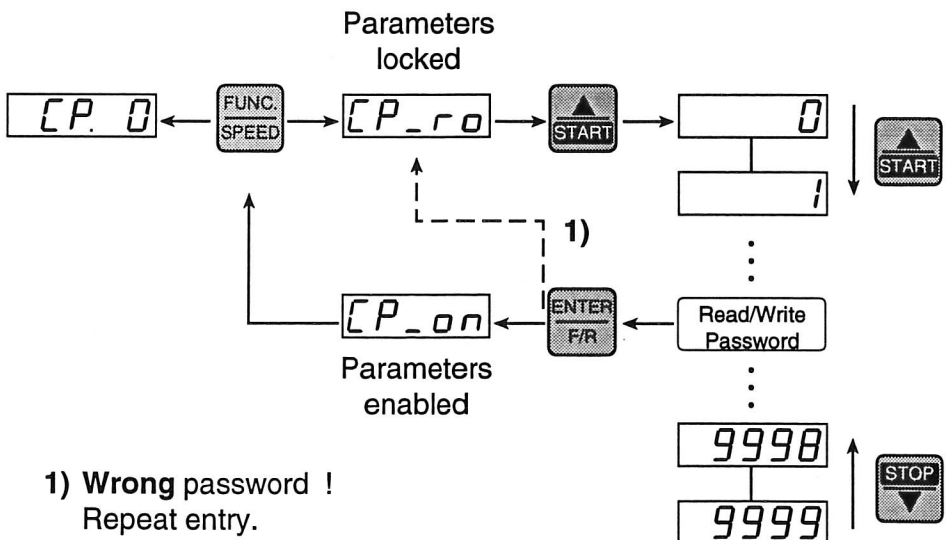 Parameters
locked
CP. 0
FUNC.
SPEED
CP_ro
START
0
START
1
1)
CP_on
ENTER
F/R
Read/Write
Password
Parameters
enabled
9998
STOP
9999
1) Wrong password !
Repeat entry.